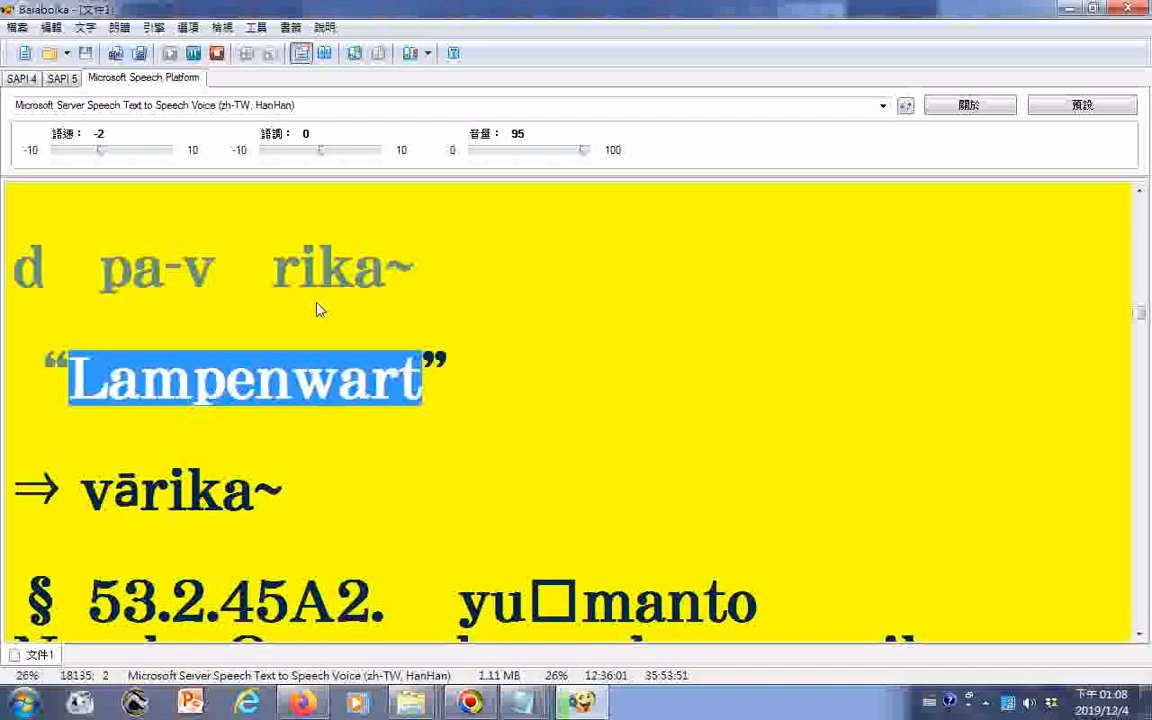 Balabolka - [文件1]
檔案 編輯 文字 朗讀 引擎 選項 檢視 工具 書籤 說明
SAPI 4 SAPI 5 Microsoft Speech Platform
Microsoft Server Speech Text to Speech Voice (zh-TW, HanHan) 關於 預設
語速： -2 語調： 0 音量： 95
-10 10 -10 10 0 100
d pa-v rika~
“Lampenwart”
⇒ vārika~
§ 53.2.45A2. yu□manto
文件1
26% 18135: 2 Microsoft Server Speech Text to Speech Voice (zh-TW, HanHan) 1.11 MB 26% 12:36:01 35:53:51
下午 01:08
2019/12/4